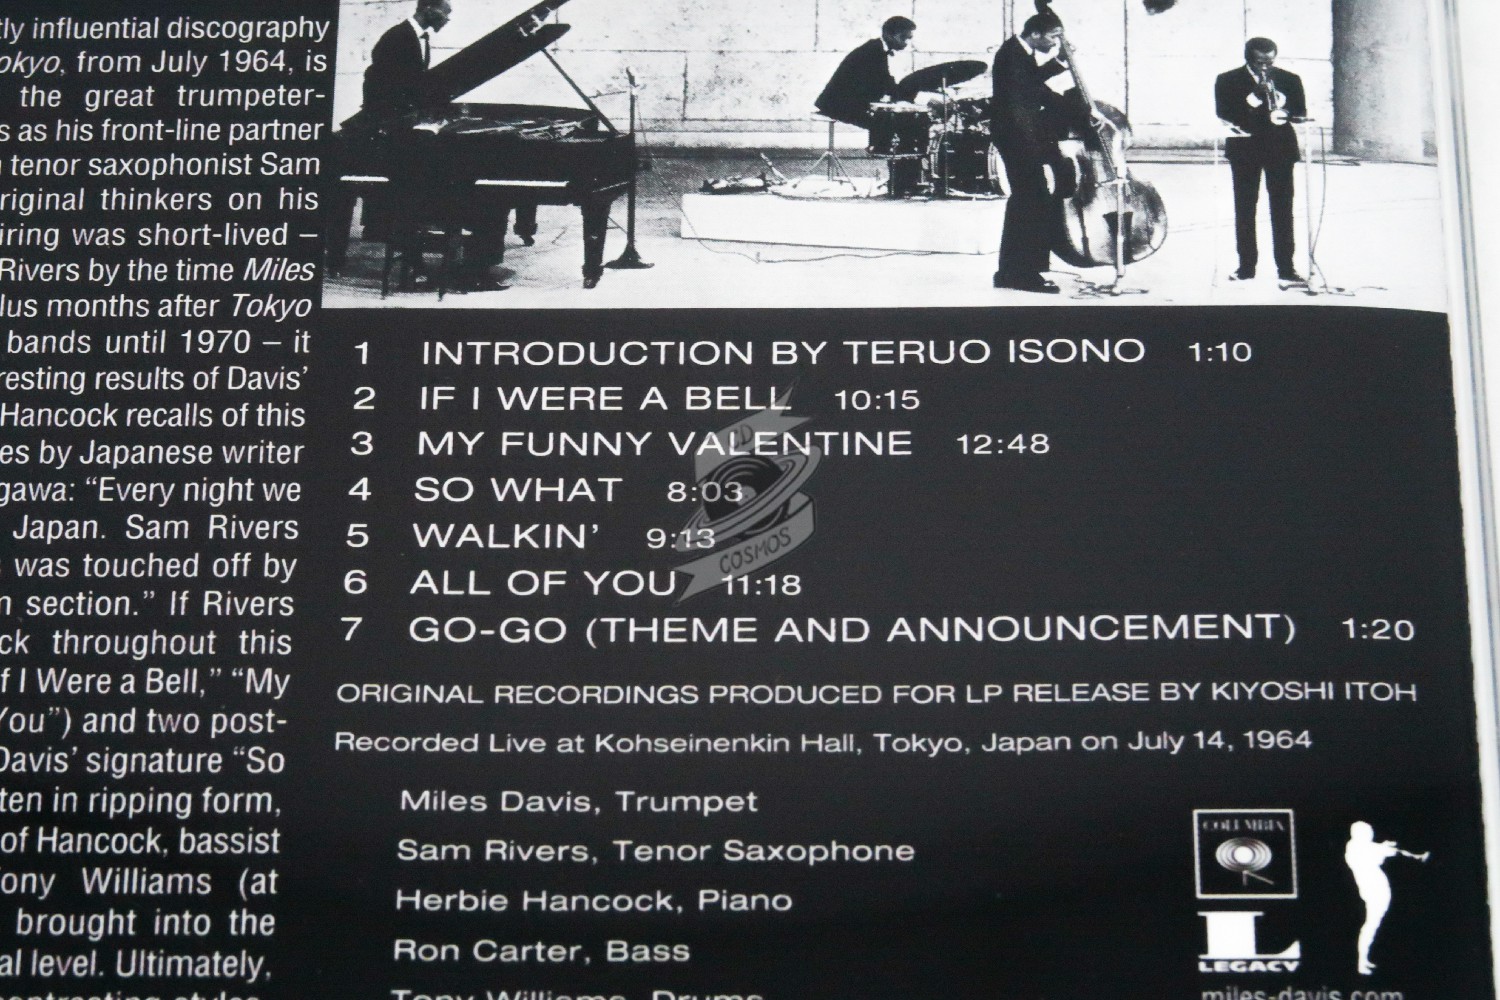 tly influential discography
okyo, from July 1964, is
the great trumpeter-
s as his front-line partner
tenor saxophonist Sam
riginal thinkers on his
iring was short-lived –
Rivers by the time Miles
lus months after Tokyo
bands until 1970 – it
resting results of Davis'
Hancock recalls of this
es by Japanese writer
gawa: “Every night we
Japan. Sam Rivers
was touched off by
n section.” If Rivers
ck throughout this
f I Were a Bell,” “My
You”) and two post-
Davis' signature “So
ten in ripping form,
of Hancock, bassist
ony Williams (at
brought into the
al level. Ultimately,
contrasting styles
1 INTRODUCTION BY TERUO ISONO 1:10
2 IF I WERE A BELL 10:15
3 MY FUNNY VALENTINE 12:48
4 SO WHAT 8:03
5 WALKIN' 9:13
6 ALL OF YOU 11:18
7 GO-GO (THEME AND ANNOUNCEMENT) 1:20
ORIGINAL RECORDINGS PRODUCED FOR LP RELEASE BY KIYOSHI ITOH
Recorded Live at Kohseinenkin Hall, Tokyo, Japan on July 14, 1964
Miles Davis, Trumpet
Sam Rivers, Tenor Saxophone
Herbie Hancock, Piano
Ron Carter, Bass
Tony Williams, Drums
COLUMBIA
L
LEGACY
miles-davis.com
CD
COSMOS